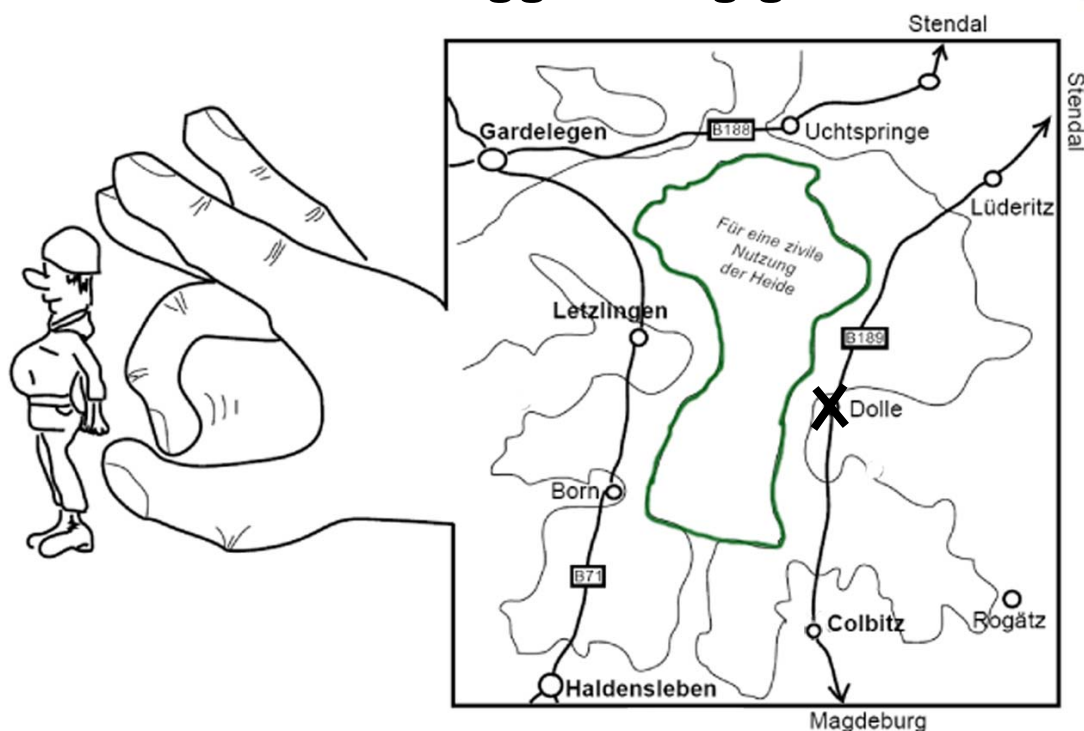 Stendal
Stendal
Gardelegen
B188
Uchtspringe
Lüderitz
Für eine zivile
Nutzung
der Heide
Letzlingen
B189
Dolle
Born
B71
Colbitz
Rogätz
Haldensleben
Magdeburg